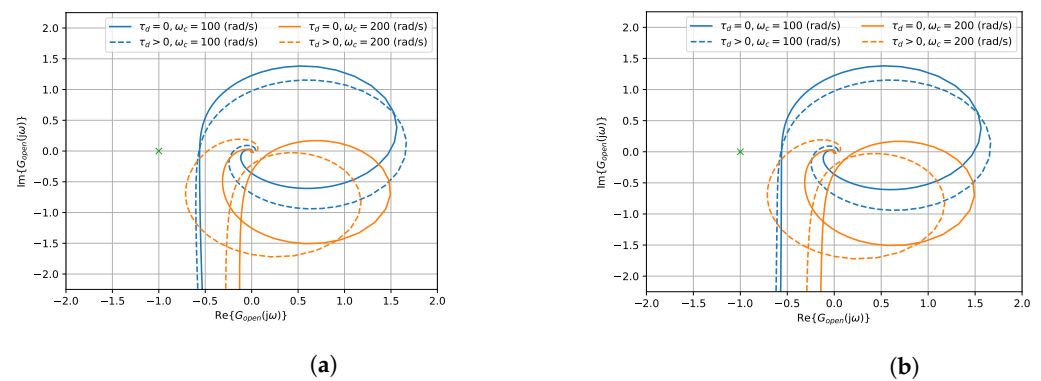 τd = 0, ωc = 100 (rad/s) τd = 0, ωc = 200 (rad/s)
τd > 0, ωc = 100 (rad/s) τd > 0, ωc = 200 (rad/s)
2.0
1.5
1.0
0.5
0.0
−0.5
−1.0
−1.5
−2.0
Im{Gopen(jω)}
−2.0 −1.5 −1.0 −0.5 0.0 0.5 1.0 1.5 2.0
Re{Gopen(jω)}
(a)
τd = 0, ωc = 100 (rad/s) τd = 0, ωc = 200 (rad/s)
τd > 0, ωc = 100 (rad/s) τd > 0, ωc = 200 (rad/s)
2.0
1.5
1.0
0.5
0.0
−0.5
−1.0
−1.5
−2.0
Im{Gopen(jω)}
−2.0 −1.5 −1.0 −0.5 0.0 0.5 1.0 1.5 2.0
Re{Gopen(jω)}
(b)